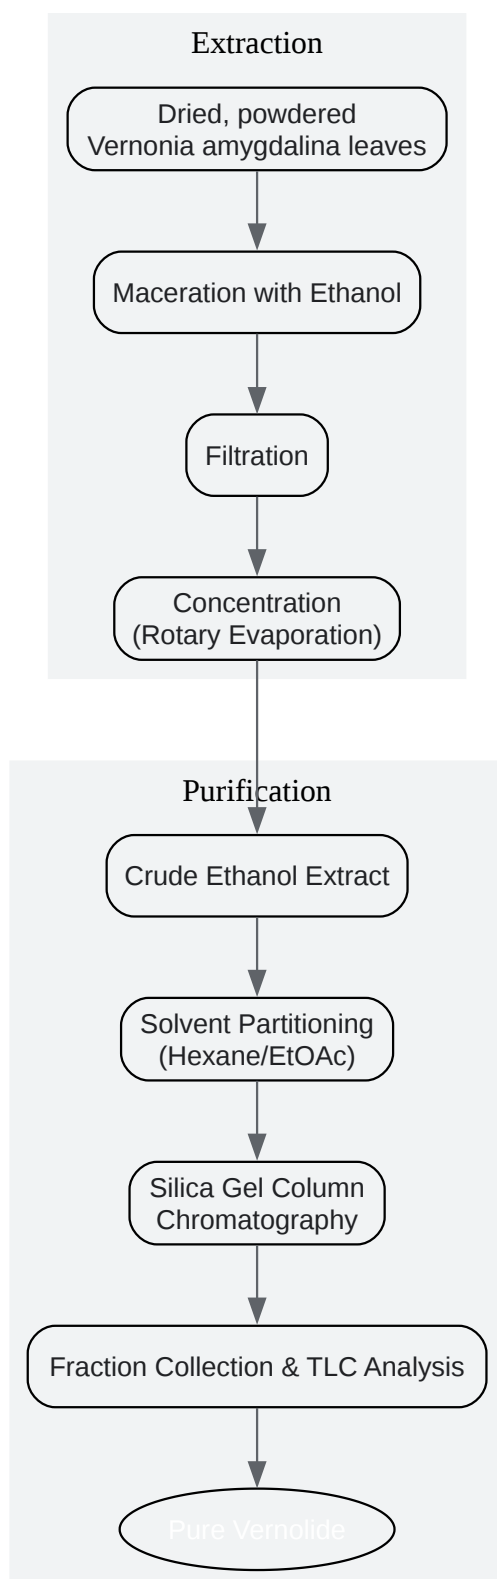 Extraction
Dried, powdered
Vernonia amygdalina leaves
Maceration with Ethanol
Filtration
Concentration
(Rotary Evaporation)
Purification
Crude Ethanol Extract
Solvent Partitioning
(Hexane/EtOAc)
Silica Gel Column
Chromatography
Fraction Collection & TLC Analysis
Pure Vernolide